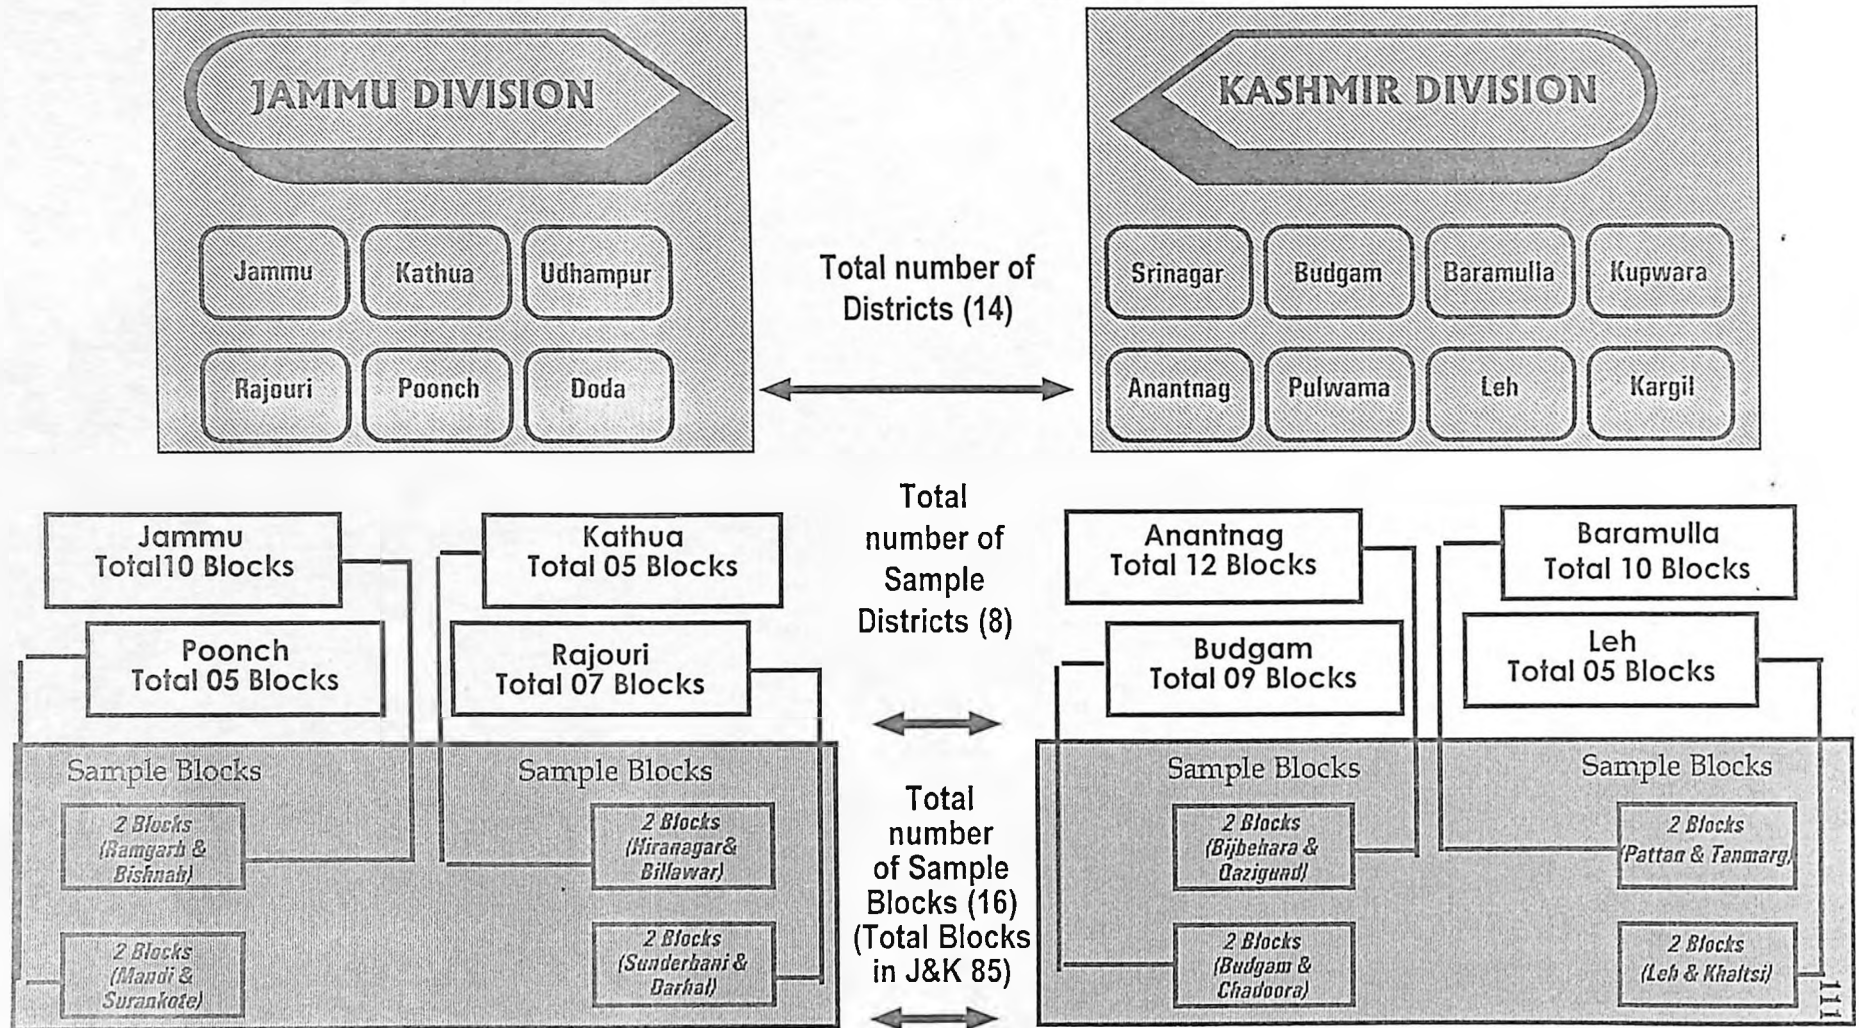 JAMMU DIVISION
Jammu
Kathua
Udhampur
Rajouri
Poonch
Doda
Total number of
Districts (14)
KASHMIR DIVISION
Srinagar
Budgam
Baramulla
Kupwara
Anantnag
Pulwama
Leh
Kargil
Jammu
Total10 Blocks
Kathua
Total 05 Blocks
Poonch
Total 05 Blocks
Rajouri
Total 07 Blocks
Total
number of
Sample
Districts (8)
Anantnag
Total 12 Blocks
Baramulla
Total 10 Blocks
Budgam
Total 09 Blocks
Leh
Total 05 Blocks
Sample Blocks
2 Blocks
(Ramgarh &
Bishnah)
2 Blocks
(Mandi &
Surankote)
Sample Blocks
2 Blocks
(Hiranagar&
Billawar)
2 Blocks
(Sunderbani &
Darhal)
Total
number
of Sample
Blocks (16)
(Total Blocks
in J&K 85)
Sample Blocks
2 Blocks
(Bijbehara &
Qazigund)
2 Blocks
(Budgam &
Chadoora)
Sample Blocks
2 Blocks
(Pattan & Tanmarg)
2 Blocks
(Leh & Khaltsi)
111